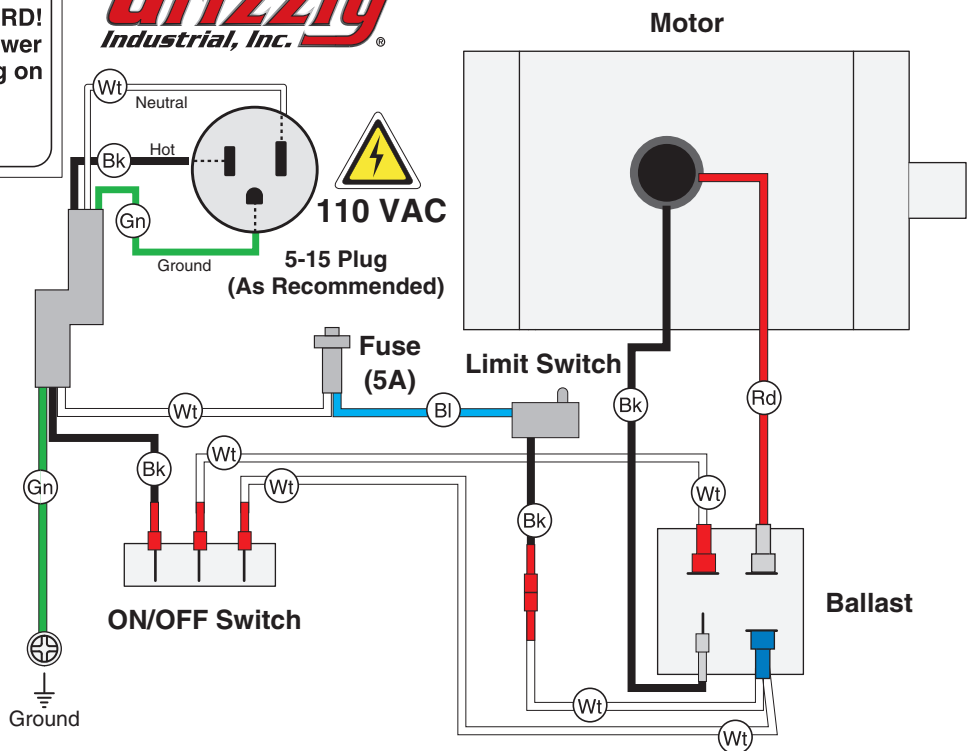 RD!
wer
g on
Grizzly
Industrial, Inc. ®
Motor
Wt
Neutral
Bk
Hot
Gn
Ground
110 VAC
5-15 Plug
(As Recommended)
Fuse
(5A)
Limit Switch
Wt
Bl
Bk
Rd
Wt
Bk
Wt
Gn
Wt
Bk
ON/OFF Switch
Ballast
Ground
Wt
Wt